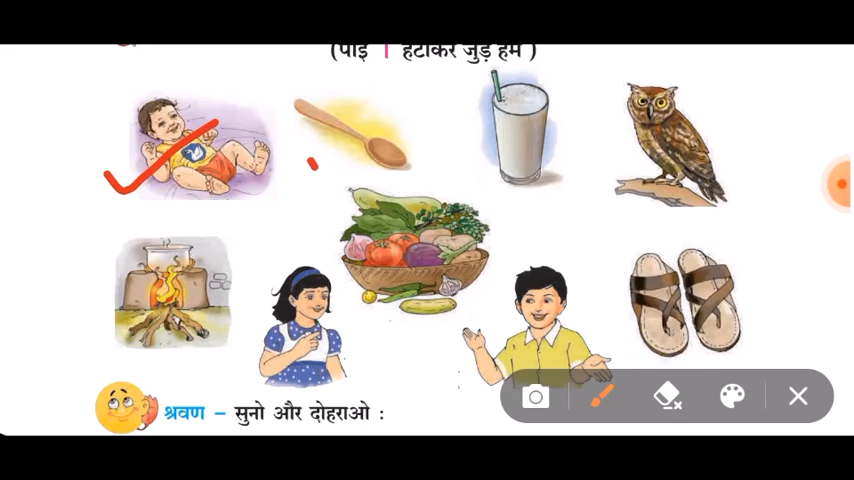 (पाई ा हटाकर जुड़े हम)
श्रवण – सुनो और दोहराओ :